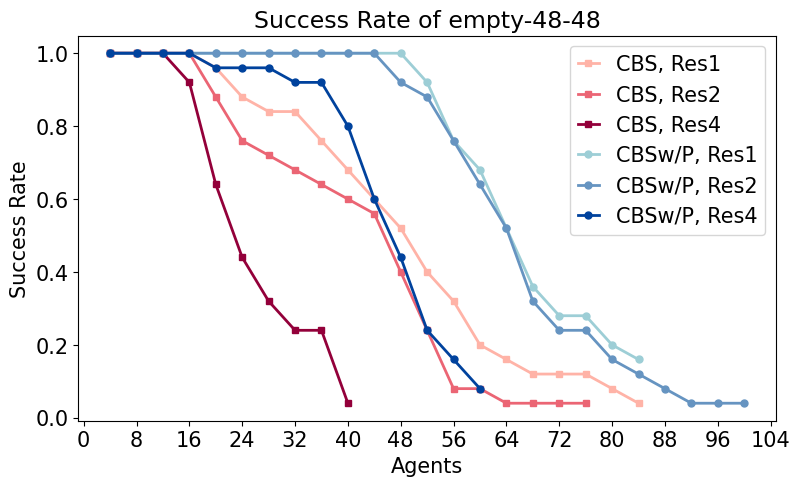 Success Rate of empty-48-48
1.0
0.8
0.6
0.4
0.2
0.0
Success Rate
CBS, Res1
CBS, Res2
CBS, Res4
CBSw/P, Res1
CBSw/P, Res2
CBSw/P, Res4
0 8 16 24 32 40 48 56 64 72 80 88 96 104
Agents